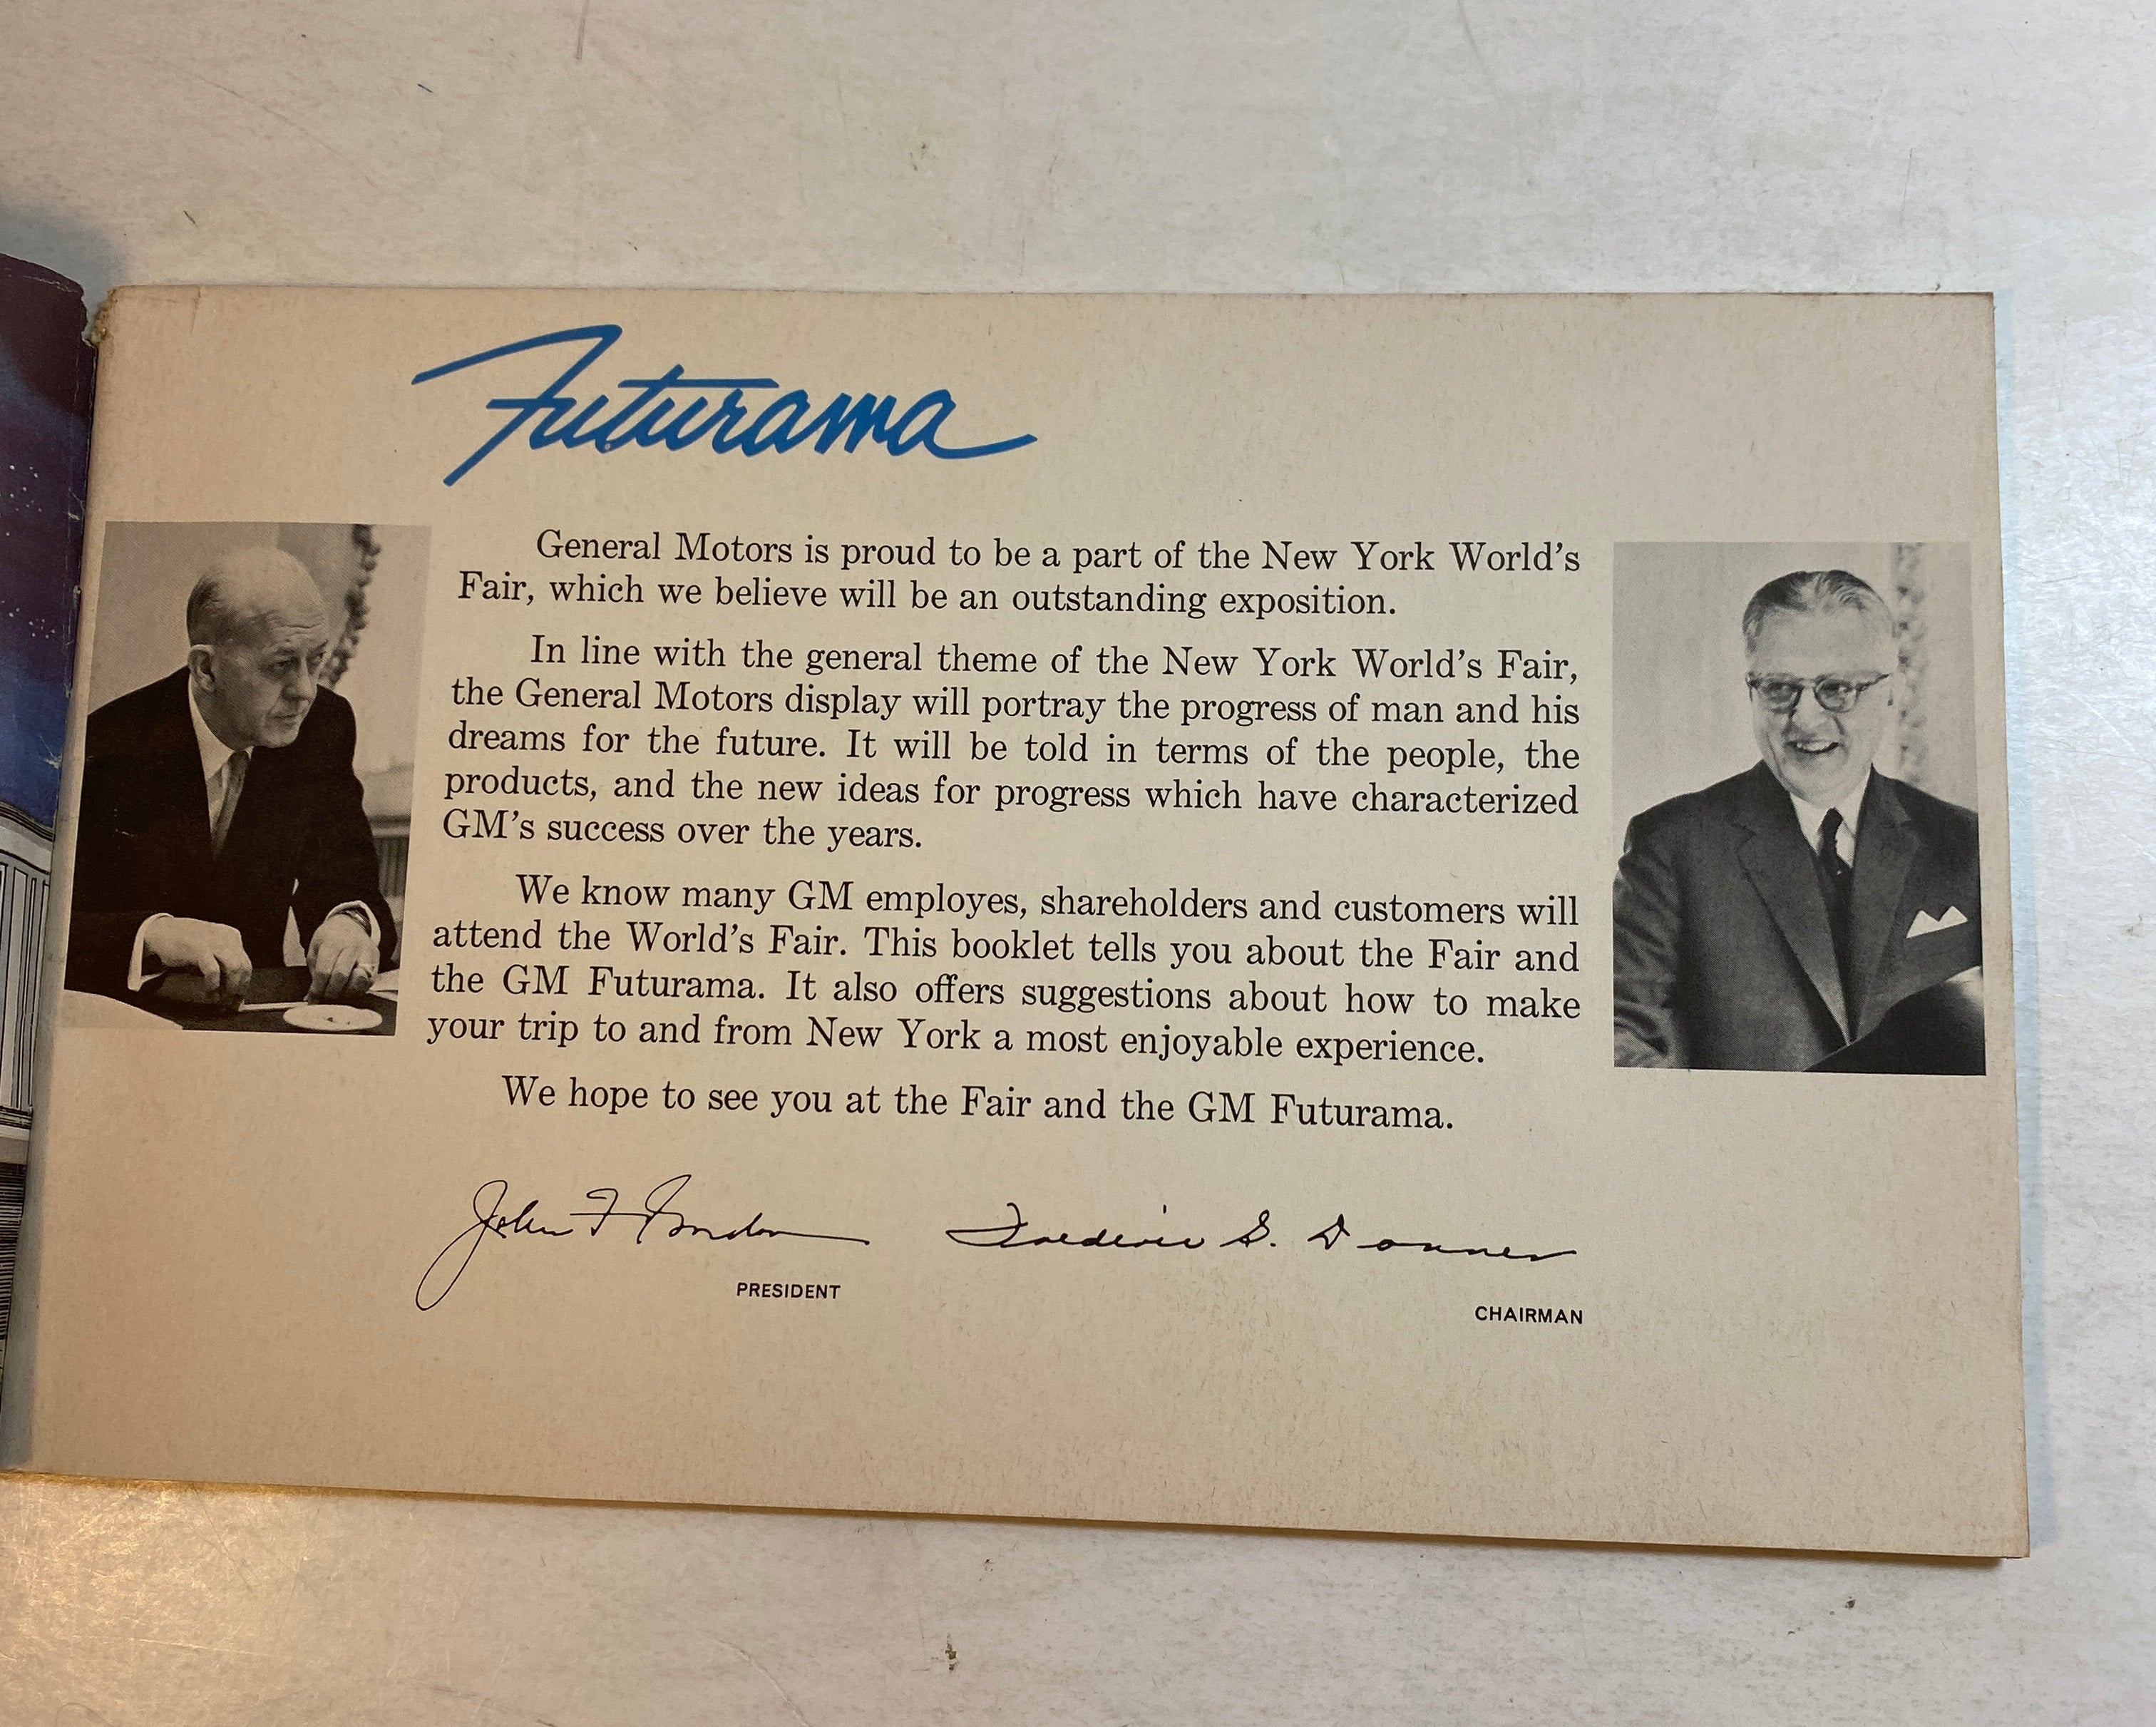 Futurama
General Motors is proud to be a part of the New York World's
Fair, which we believe will be an outstanding exposition.
In line with the general theme of the New York World's Fair,
the General Motors display will portray the progress of man and his
dreams for the future. It will be told in terms of the people, the
products, and the new ideas for progress which have characterized
GM's success over the years.
We know many GM employes, shareholders and customers will
attend the World's Fair. This booklet tells you about the Fair and
the GM Futurama. It also offers suggestions about how to make
your trip to and from New York a most enjoyable experience.
We hope to see you at the Fair and the GM Futurama.
John F Gordon Frederic G. Donner
PRESIDENT
CHAIRMAN